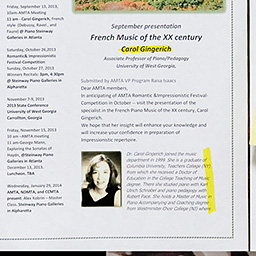 Friday, September 13, 2013,
10am AMTA Meeting
11 am - Carol Gingerich, French
style (Debussy, Ravel, and
Fauré) @ Piano Steinway
Galleries in Atlanta
Saturday, October 26, 2013
Romantic& Impressionistic
Festival-Competition
Sunday, October 27, 2013
Winners Recitals: 3pm, 4:30pm
@ Steinway Piano Galleries in
Alpharetta
November 7-9, 2013
2013 State Conference
University of West Georgia
Carrollton, Georgia
Friday, November 15, 2013
10 am -AMTA meeting
11 am-George Mann,
Exploring the Sonatas of
Haydn, @Steinway Piano
Galleries in Atlanta
December 13, 2013,
Luncheon, TBA
Wednesday, January 29, 2014
AMTA, NDMTA, and CCMTA
present: Alex Kobrin - Master
Class. Steinway Piano Galleries
in Alpharetta
September presentation
French Music of the XX century
Carol Gingerich
Associate Professor of Piano/Pedagogy
University of West Georgia,
Submitted by AMTA VP Program Raisa Isaacs
Dear AMTA members,
In anticipating of AMTA Romantic &Impressionistic Festival-
Competition in October – visit the presentation of the
specialist in the French Piano Music of the XX century, Carol
Gingerich.
We hope that her insight will enhance your knowledge and
will increase your confidence in preparation of
Impressionistic repertoire.
Dr. Carol Gingerich joined the music
department in 1999. She is a graduate of
Columbia University, Teachers College (NY)
from which she received a Doctor of
Education in the College Teaching of Music
degree. There she studied piano with Karl
Ulrich Schnabel and piano pedagogy with
Robert Pace. She holds a Master of Music in
Piano Accompanying and Coaching degree
from Westminster Choir College (NJ) where